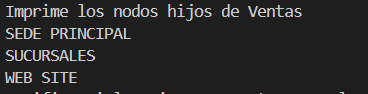 Imprime los nodos hijos de Ventas
SEDE PRINCIPAL
SUCURSALES
WEB SITE